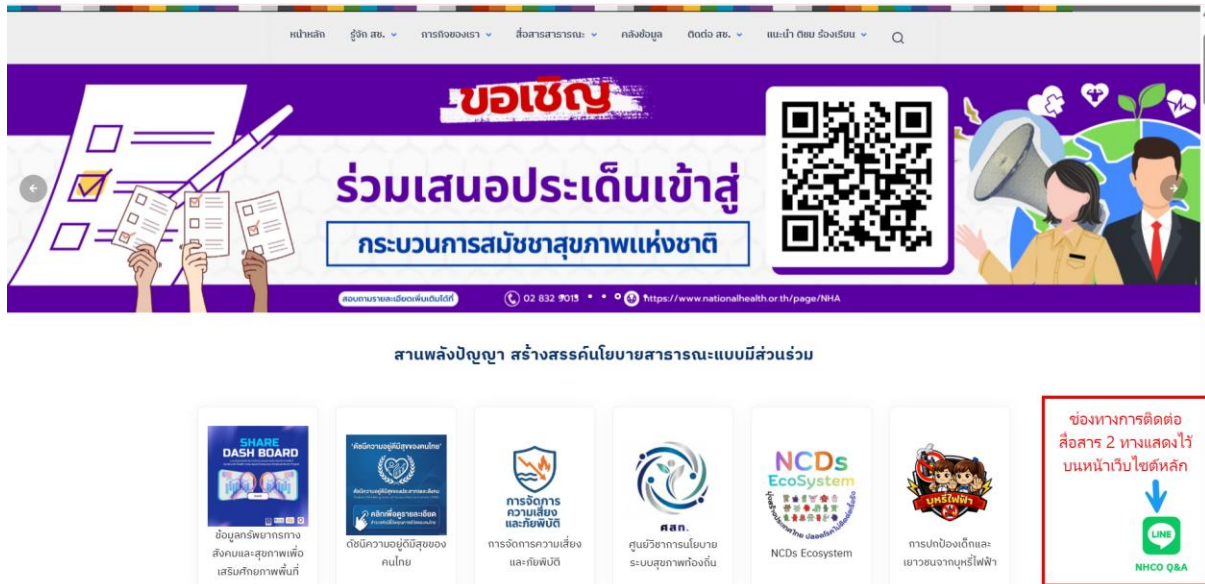 หน้าหลัก รู้จัก สช. ภารกิจของเรา สื่อสารสาธารณะ คลังข้อมูล ติดต่อ สช. แนะนำ ติชม ร้องเรียน
ขอเชิญ
ร่วมเสนอประเด็นเข้าสู่
กระบวนการสมัชชาสุขภาพแห่งชาติ
สอบถามรายละเอียดเพิ่มเติมได้ที่ 02 832 9013 https://www.nationalhealth.or.th/page/NHA
สานพลังปัญญา สร้างสรรค์นโยบายสาธารณะแบบมีส่วนร่วม
SHARE
DASH BOARD
ข้อมูลทรัพยากรทาง
สังคมและสุขภาพเพื่อ
เสริมศักยภาพพื้นที่
'ดัชนีความอยู่ดีมีสุขของคนไทย'
คลิกเพื่อดูรายละเอียด
ดัชนีความอยู่ดีมีสุขของ
คนไทย
การจัดการ
ความเสี่ยง
และภัยพิบัติ
การจัดการความเสี่ยง
และภัยพิบัติ
ศสท.
ศูนย์วิชาการนโยบาย
ระบบสุขภาพท้องถิ่น
NCDs
EcoSystem
NCDs Ecosystem
บุหรี่ไฟฟ้า
การปกป้องเด็กและ
เยาวชนจากบุหรี่ไฟฟ้า
ช่องทางการติดต่อ
สื่อสาร 2 ทางแสดงไว้
บนหน้าเว็บไซต์หลัก
LINE
NHCO Q&A